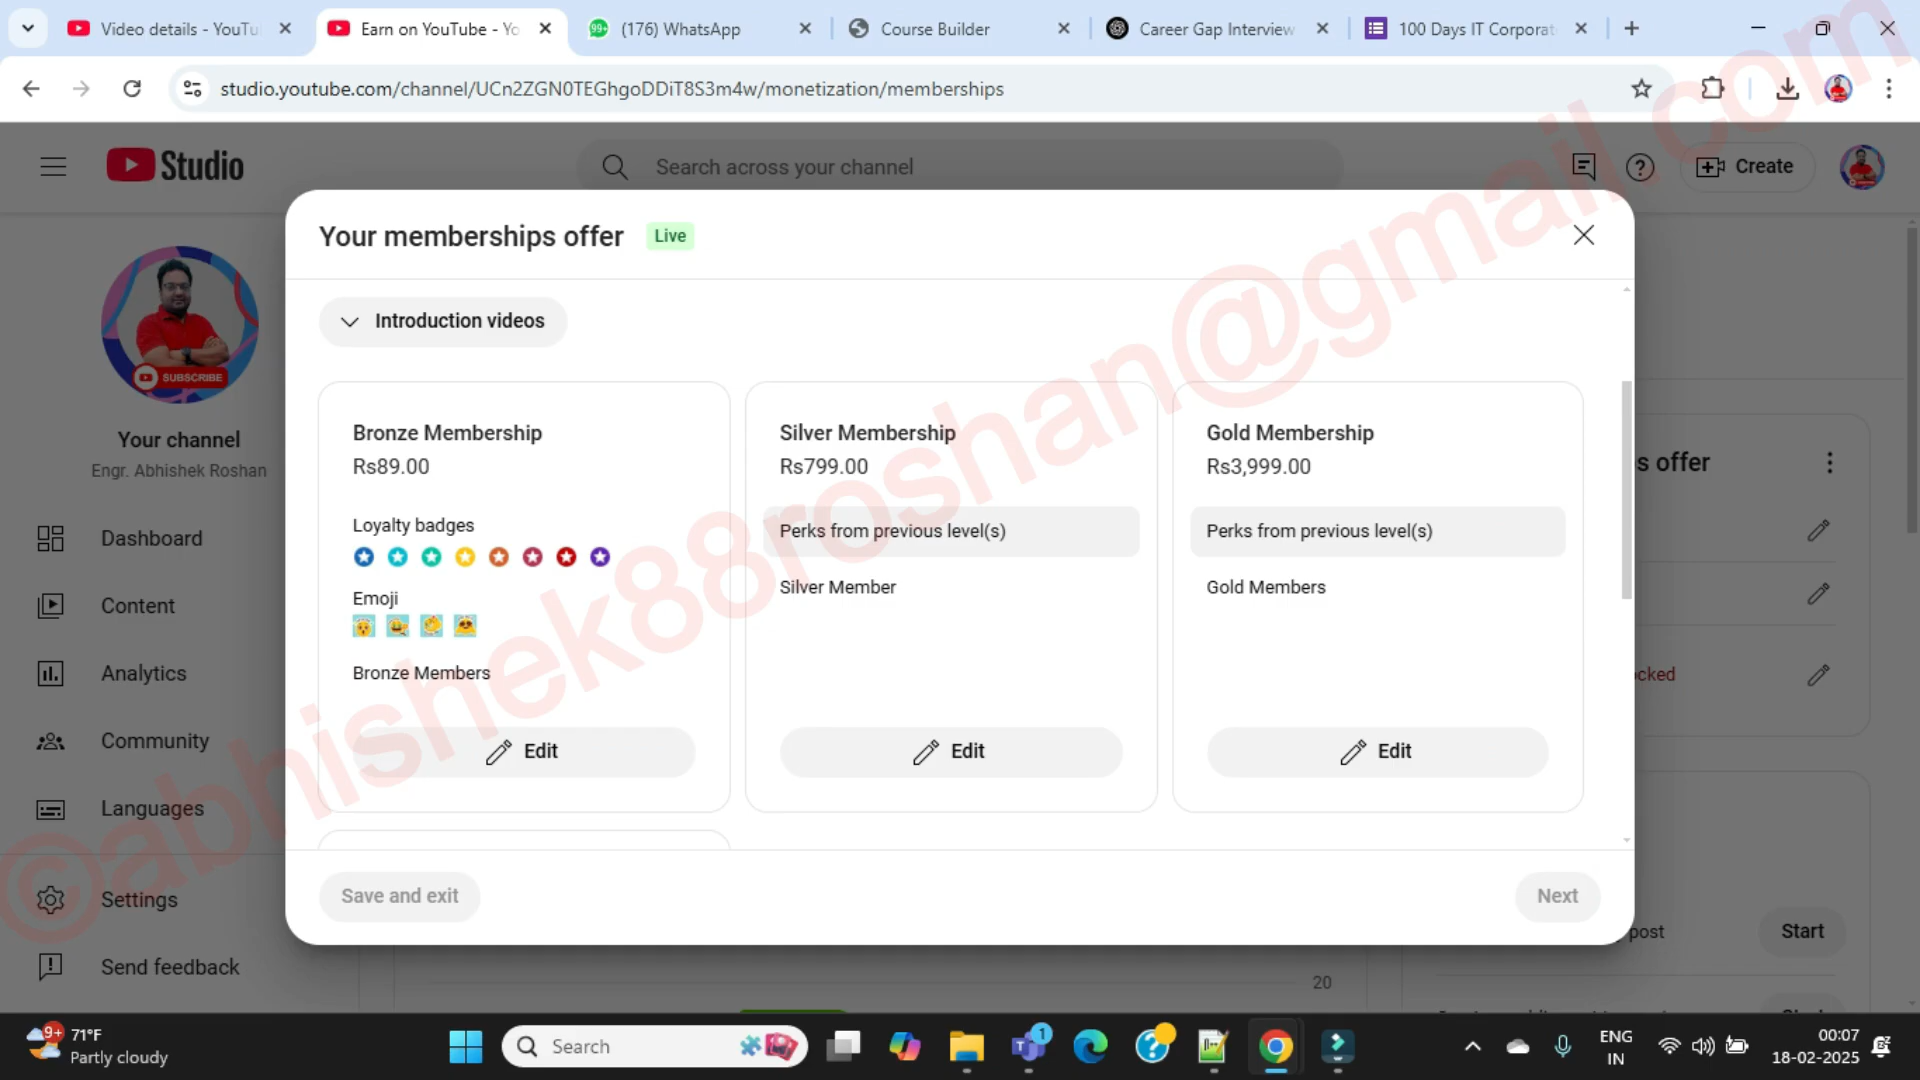 Video details - YouTu
Earn on YouTube - Yo
99+
(176) WhatsApp
Course Builder
Career Gap Interview
100 Days IT Corporat
studio.youtube.com/channel/UCn2ZGN0TEGhgoDDiT8S3m4w/monetization/memberships
Studio
Search across your channel
Create
Your memberships offer
Live
Introduction videos
SUBSCRIBE
Your channel
Engr. Abhishek Roshan
Dashboard
Content
Analytics
Community
Languages
Settings
Send feedback
Bronze Membership
Rs89.00
Loyalty badges
Emoji
Bronze Members
Edit
Silver Membership
Rs799.00
Perks from previous level(s)
Silver Member
Edit
Gold Membership
Rs3,999.00
Perks from previous level(s)
Gold Members
Edit
s offer
ocked
Save and exit
Next
post
Start
20
©abhishek88roshan@gmail.com
9+
71°F
Partly cloudy
Search
1
ENG
IN
00:07
18-02-2025